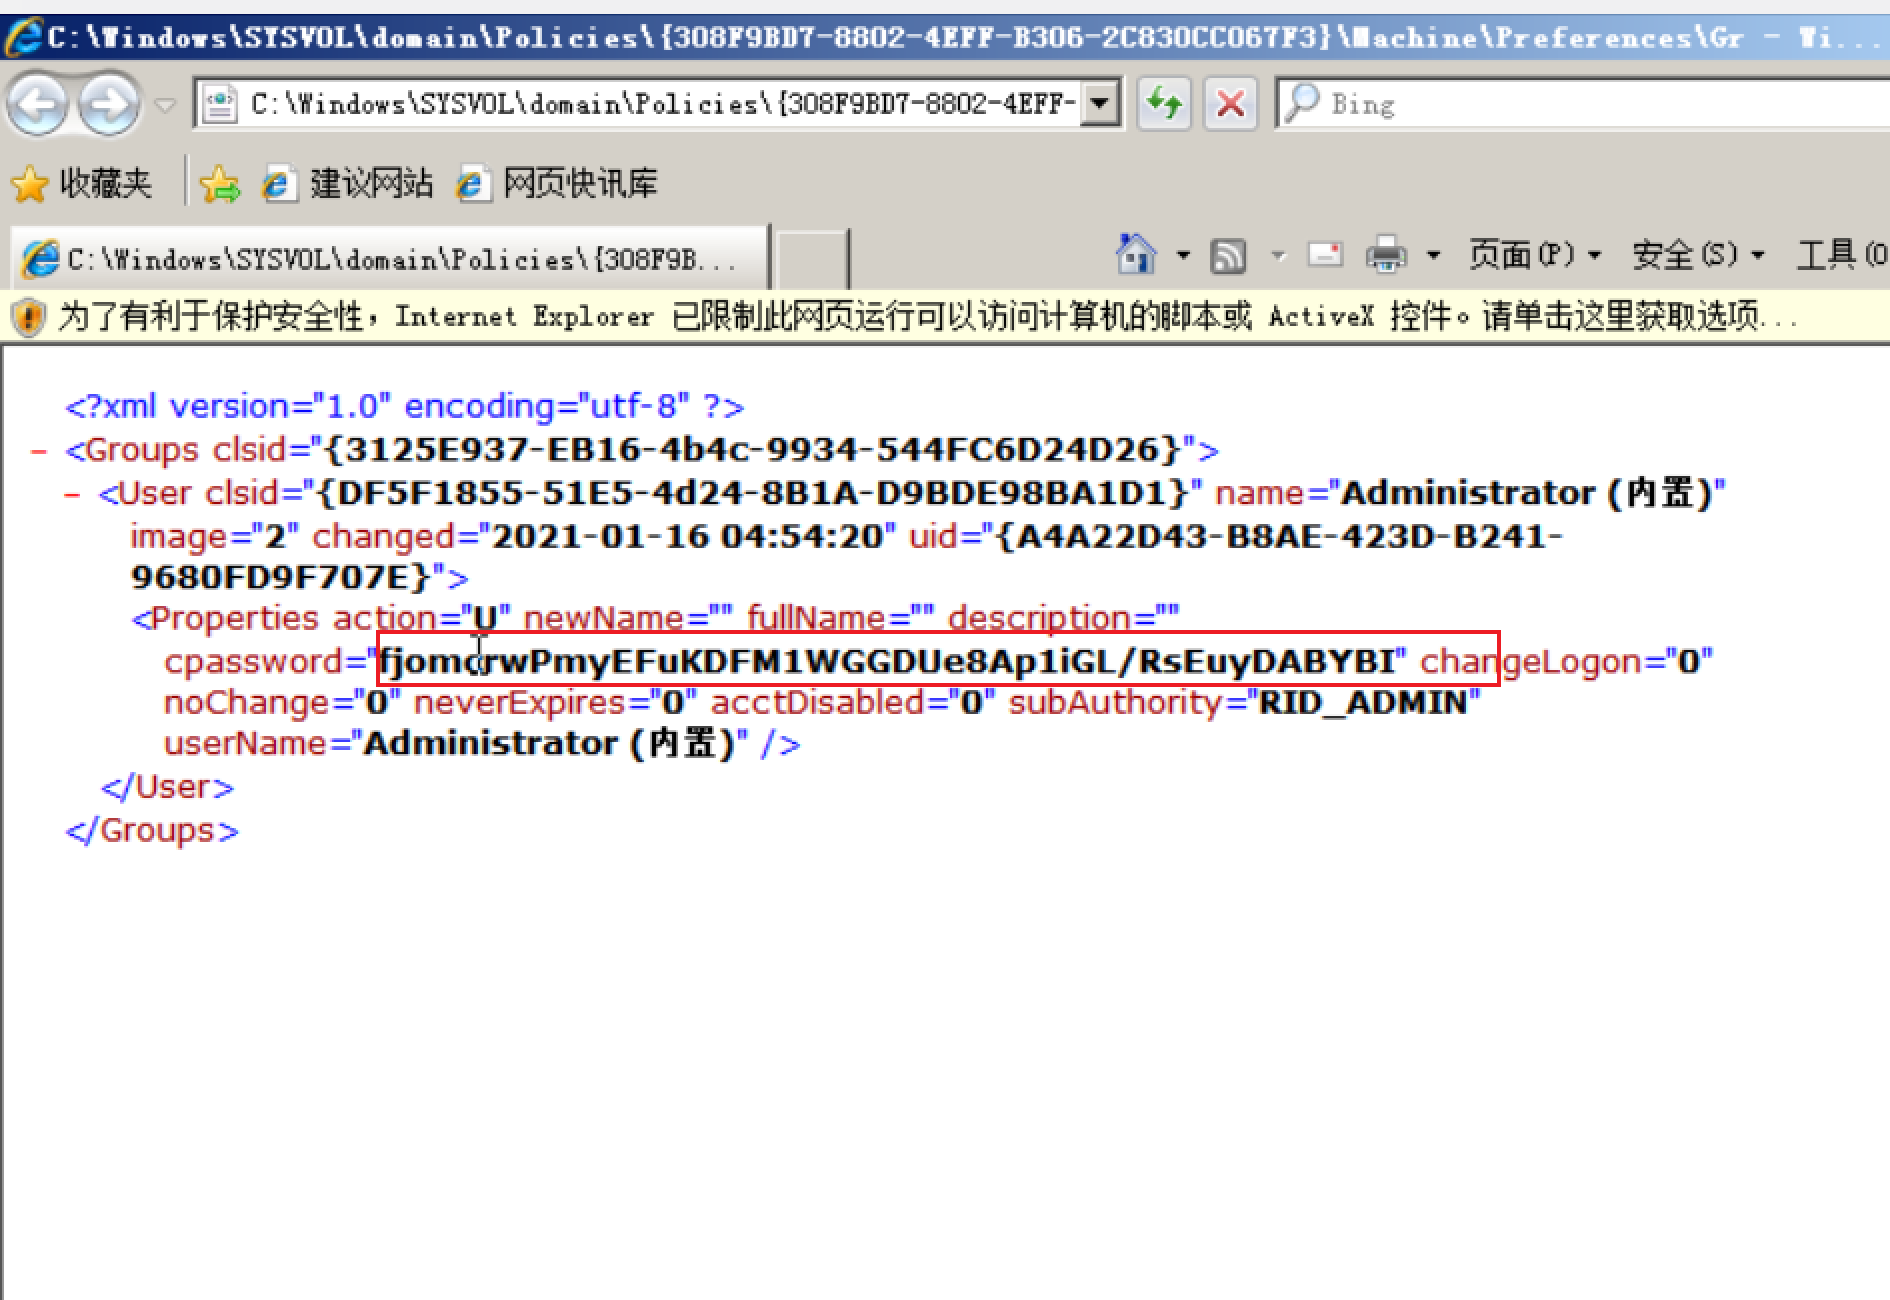 C:\Windows\SYSVOL\domain\Policies\{308F9BD7-8802-4EFF-B306-2C830CC067F3}\Machine\Preferences\Gr - Wi...
C:\Windows\SYSVOL\domain\Policies\{308F9BD7-8802-4EFF-
Bing
收藏夹 建议网站 网页快讯库
C:\Windows\SYSVOL\domain\Policies\{308F9B...
页面(P) 安全(S) 工具(O
为了有利于保护安全性，Internet Explorer 已限制此网页运行可以访问计算机的脚本或 ActiveX 控件。请单击这里获取选项...
<?xml version="1.0" encoding="utf-8" ?>
- <Groups clsid="{3125E937-EB16-4b4c-9934-544FC6D24D26}">
- <User clsid="{DF5F1855-51E5-4d24-8B1A-D9BDE98BA1D1}" name="Administrator (内置)"
image="2" changed="2021-01-16 04:54:20" uid="{A4A22D43-B8AE-423D-B241-
9680FD9F707E}">
<Properties action="U" newName="" fullName="" description=""
cpassword="fjomcrwPmyEFuKDFM1WGGDUe8Ap1iGL/RsEuyDABYBI" changeLogon="0"
noChange="0" neverExpires="0" acctDisabled="0" subAuthority="RID_ADMIN"
userName="Administrator (内置)" />
</User>
</Groups>